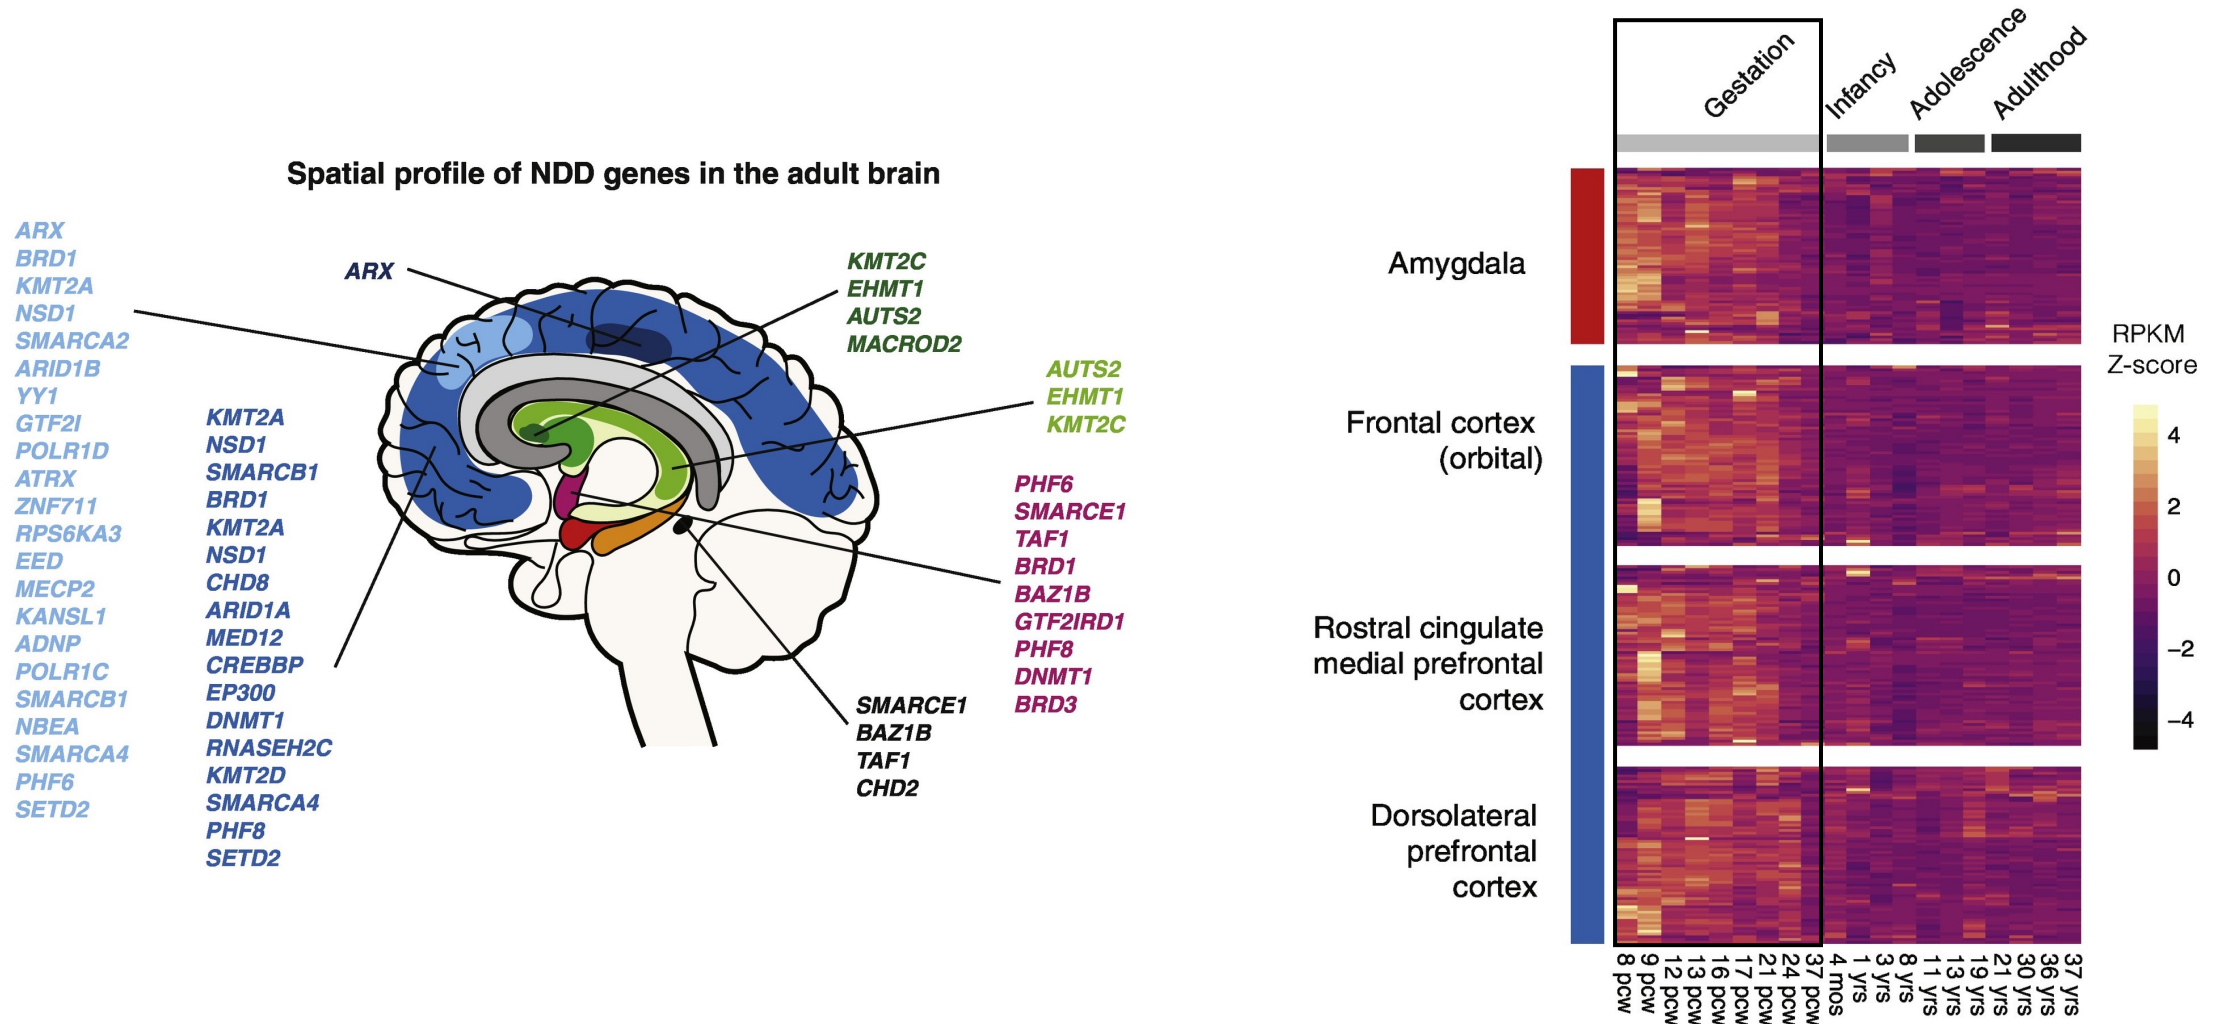 Spatial profile of NDD genes in the adult brain
ARX
BRD1
KMT2A
NSD1
SMARCA2
ARID1B
YY1
GTF2I
POLR1D
ATRX
ZNF711
RPS6KA3
EED
MECP2
KANSL1
ADNP
POLR1C
SMARCB1
NBEA
SMARCA4
PHF6
SETD2
KMT2A
NSD1
SMARCB1
BRD1
KMT2A
NSD1
CHD8
ARID1A
MED12
CREBBP
EP300
DNMT1
RNASEH2C
KMT2D
SMARCA4
PHF8
SETD2
ARX
KMT2C
EHMT1
AUTS2
MACROD2
AUTS2
EHMT1
KMT2C
PHF6
SMARCE1
TAF1
BRD1
BAZ1B
GTF2IRD1
PHF8
DNMT1
BRD3
SMARCE1
BAZ1B
TAF1
CHD2
Gestation
Infancy
Adolescence
Adulthood
Amygdala
Frontal cortex
(orbital)
Rostral cingulate
medial prefrontal
cortex
Dorsolateral
prefrontal
cortex
8 pcw
9 pcw
12 pcw
13 pcw
16 pcw
17 pcw
21 pcw
24 pcw
37 pcw
4 mos
1 yrs
3 yrs
8 yrs
11 yrs
13 yrs
19 yrs
21 yrs
30 yrs
36 yrs
37 yrs
RPKM
Z-score
4
2
0
−2
−4